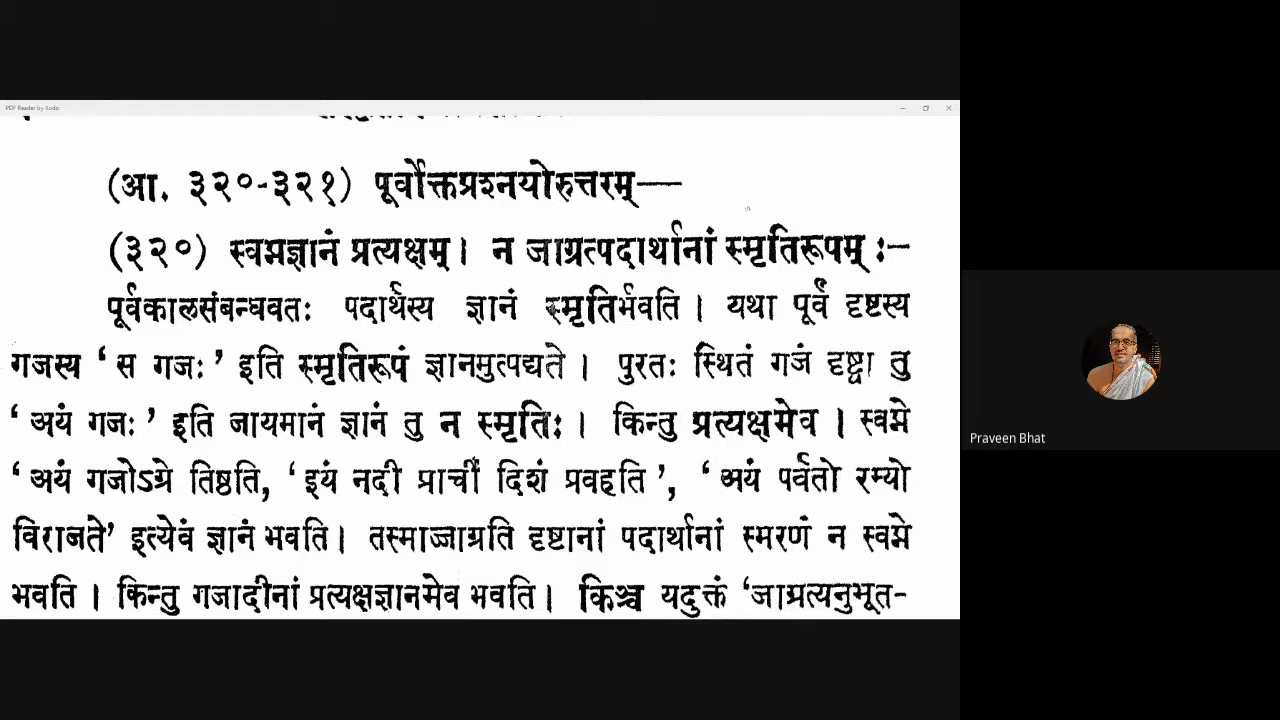 PDF Reader by Xodo
(आ. ३२०-३२१) पूर्वोक्तप्रश्नयोरुत्तरम्—
(३२०) स्वप्नज्ञानं प्रत्यक्षम्। न जाग्रत्पदार्थानां स्मृतिरूपम् :–
पूर्वकालसंबन्धवतः पदार्थस्य ज्ञानं स्मृतिर्भवति। यथा पूर्वं दृष्टस्य
गजस्य ‘स गजः’ इति स्मृतिरूपं ज्ञानमुत्पद्यते। पुरतः स्थितं गजं दृष्ट्वा तु
‘अयं गजः’ इति जायमानं ज्ञानं तु न स्मृतिः। किन्तु प्रत्यक्षमेव। स्वप्ने
‘अयं गजोऽग्रे तिष्ठति, ‘इयं नदी प्राचीं दिशं प्रवहति’, ‘अयं पर्वतो रम्यो
विराजते’ इत्येवं ज्ञानं भवति। तस्माज्जाग्रति दृष्टानां पदार्थानां स्मरणं न स्वप्ने
भवति। किन्तु गजादीनां प्रत्यक्षज्ञानमेव भवति। किञ्च यदुक्तं ‘जाग्रत्यनुभूत-
Praveen Bhat